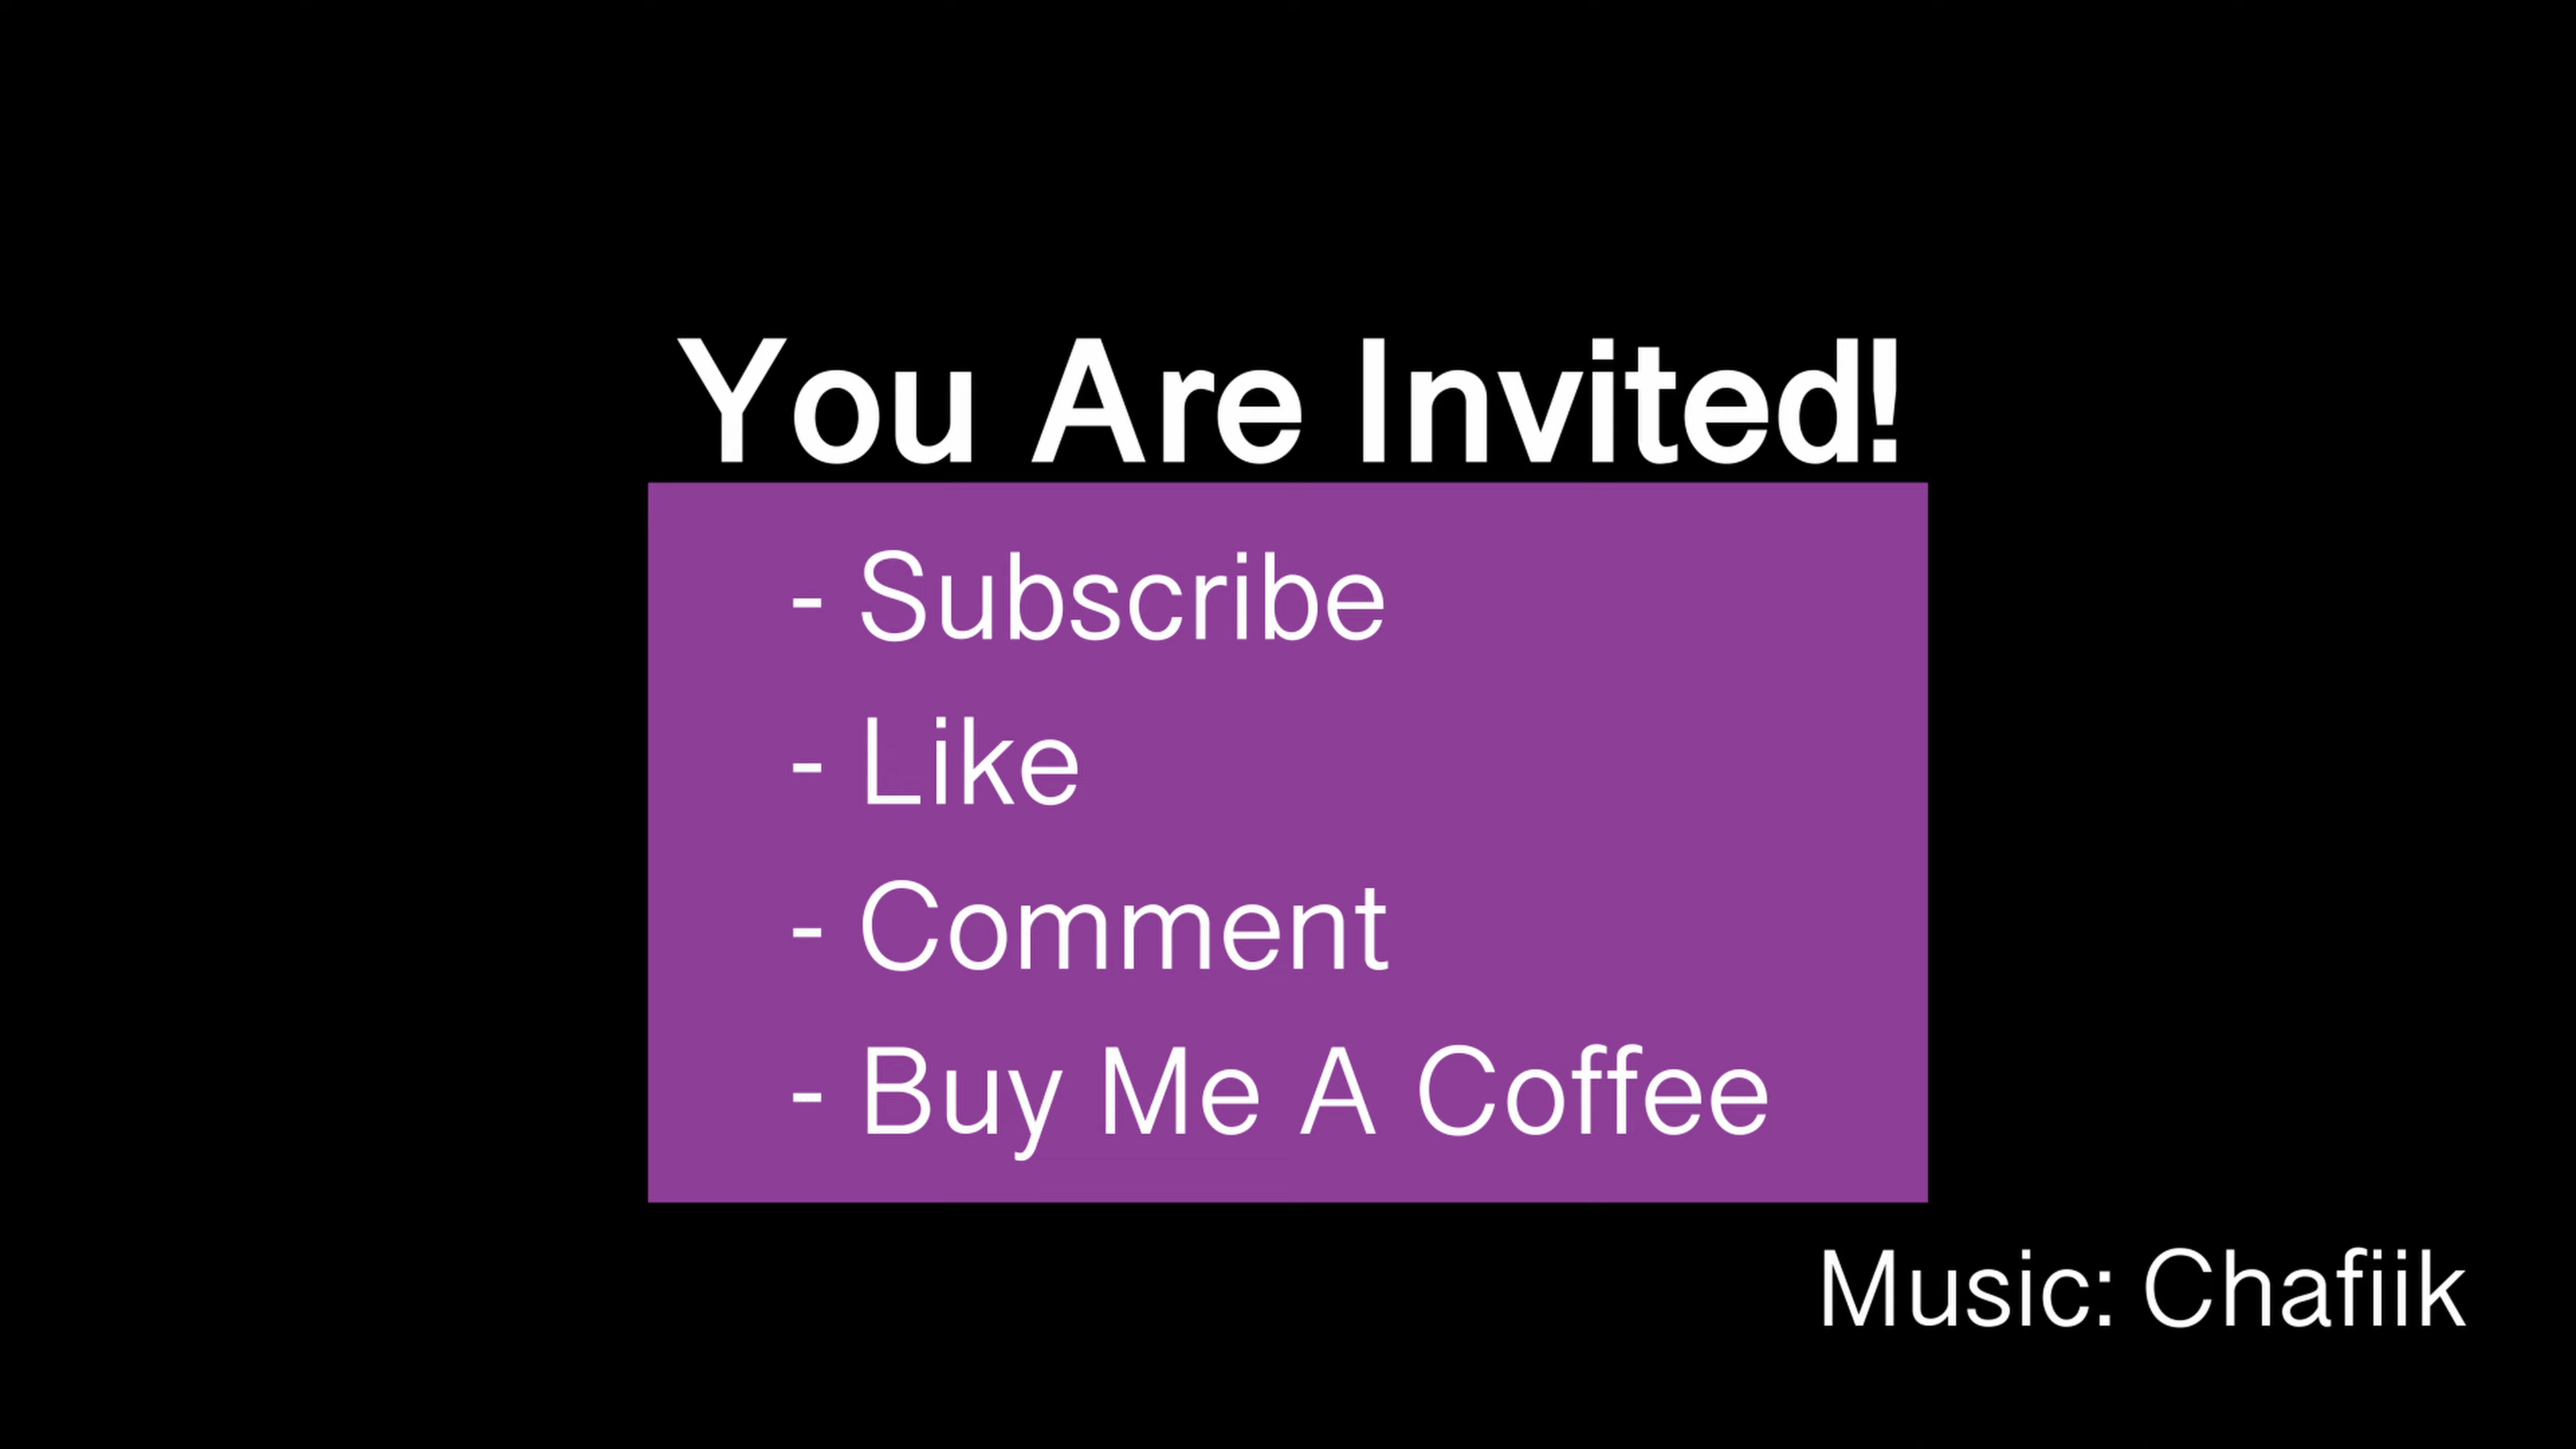 You Are Invited!
- Subscribe
- Like
- Comment
- Buy Me A Coffee
Music: Chafiik